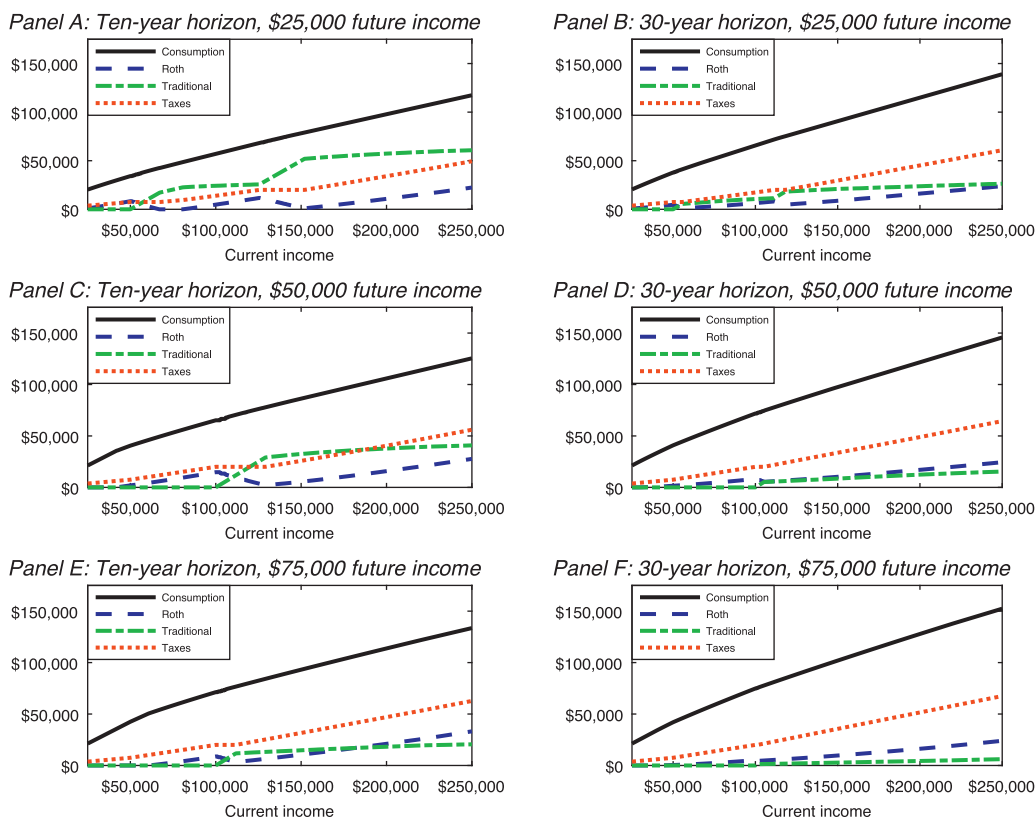 Panel A: Ten-year horizon, $25,000 future income
$150,000
$100,000
$50,000
$0
Consumption
Roth
Traditional
Taxes
$50,000 $100,000 $150,000 $200,000 $250,000
Current income
Panel B: 30-year horizon, $25,000 future income
$150,000
$100,000
$50,000
$0
Consumption
Roth
Traditional
Taxes
$50,000 $100,000 $150,000 $200,000 $250,000
Current income
Panel C: Ten-year horizon, $50,000 future income
$150,000
$100,000
$50,000
$0
Consumption
Roth
Traditional
Taxes
$50,000 $100,000 $150,000 $200,000 $250,000
Current income
Panel D: 30-year horizon, $50,000 future income
$150,000
$100,000
$50,000
$0
Consumption
Roth
Traditional
Taxes
$50,000 $100,000 $150,000 $200,000 $250,000
Current income
Panel E: Ten-year horizon, $75,000 future income
$150,000
$100,000
$50,000
$0
Consumption
Roth
Traditional
Taxes
$50,000 $100,000 $150,000 $200,000 $250,000
Current income
Panel F: 30-year horizon, $75,000 future income
$150,000
$100,000
$50,000
$0
Consumption
Roth
Traditional
Taxes
$50,000 $100,000 $150,000 $200,000 $250,000
Current income